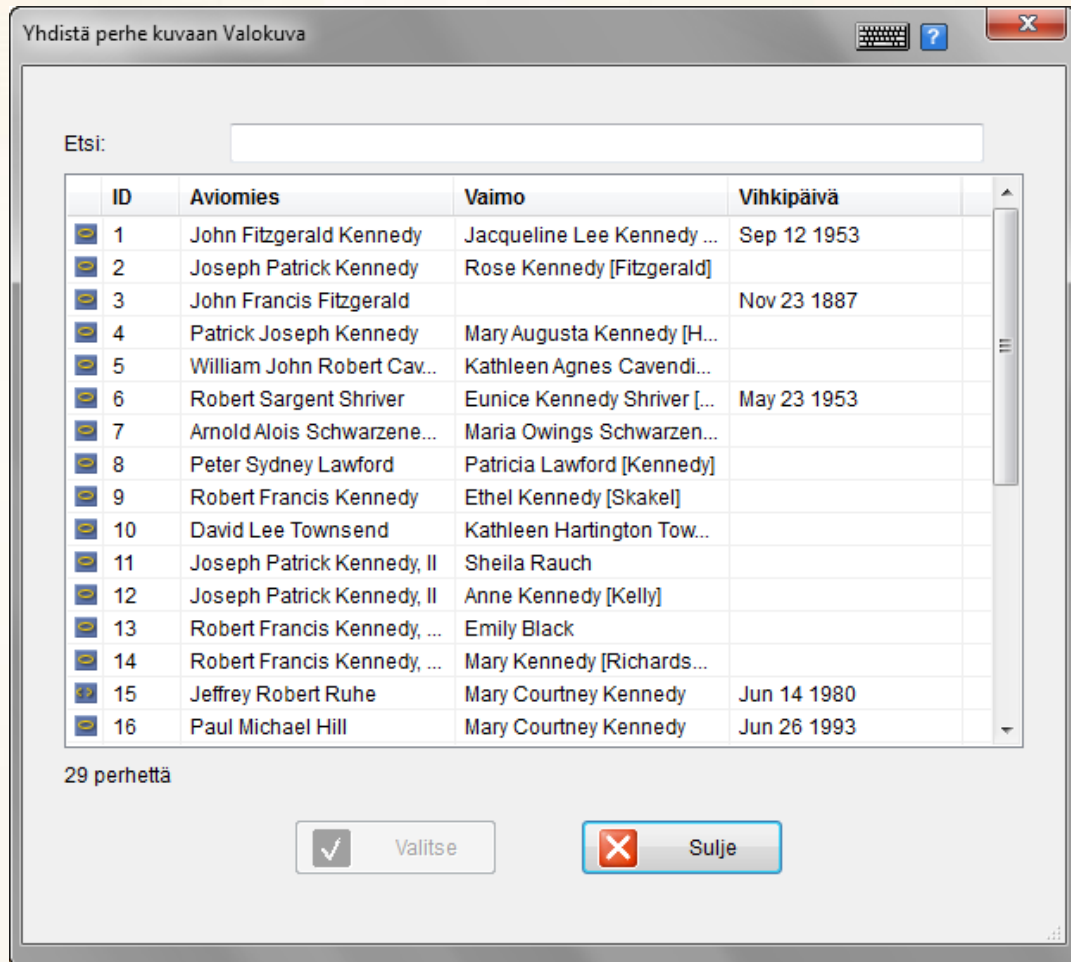 Yhdistä perhe kuvaan Valokuva
Etsi:
ID Aviomies Vaimo Vihkipäivä
1 John Fitzgerald Kennedy Jacqueline Lee Kennedy ... Sep 12 1953
2 Joseph Patrick Kennedy Rose Kennedy [Fitzgerald]
3 John Francis Fitzgerald Nov 23 1887
4 Patrick Joseph Kennedy Mary Augusta Kennedy [H...
5 William John Robert Cav... Kathleen Agnes Cavendi...
6 Robert Sargent Shriver Eunice Kennedy Shriver [... May 23 1953
7 Arnold Alois Schwarzene... Maria Owings Schwarzen...
8 Peter Sydney Lawford Patricia Lawford [Kennedy]
9 Robert Francis Kennedy Ethel Kennedy [Skakel]
10 David Lee Townsend Kathleen Hartington Tow...
11 Joseph Patrick Kennedy, II Sheila Rauch
12 Joseph Patrick Kennedy, II Anne Kennedy [Kelly]
13 Robert Francis Kennedy, ... Emily Black
14 Robert Francis Kennedy, ... Mary Kennedy [Richards...
15 Jeffrey Robert Ruhe Mary Courtney Kennedy Jun 14 1980
16 Paul Michael Hill Mary Courtney Kennedy Jun 26 1993
29 perhettä
Valitse Sulje